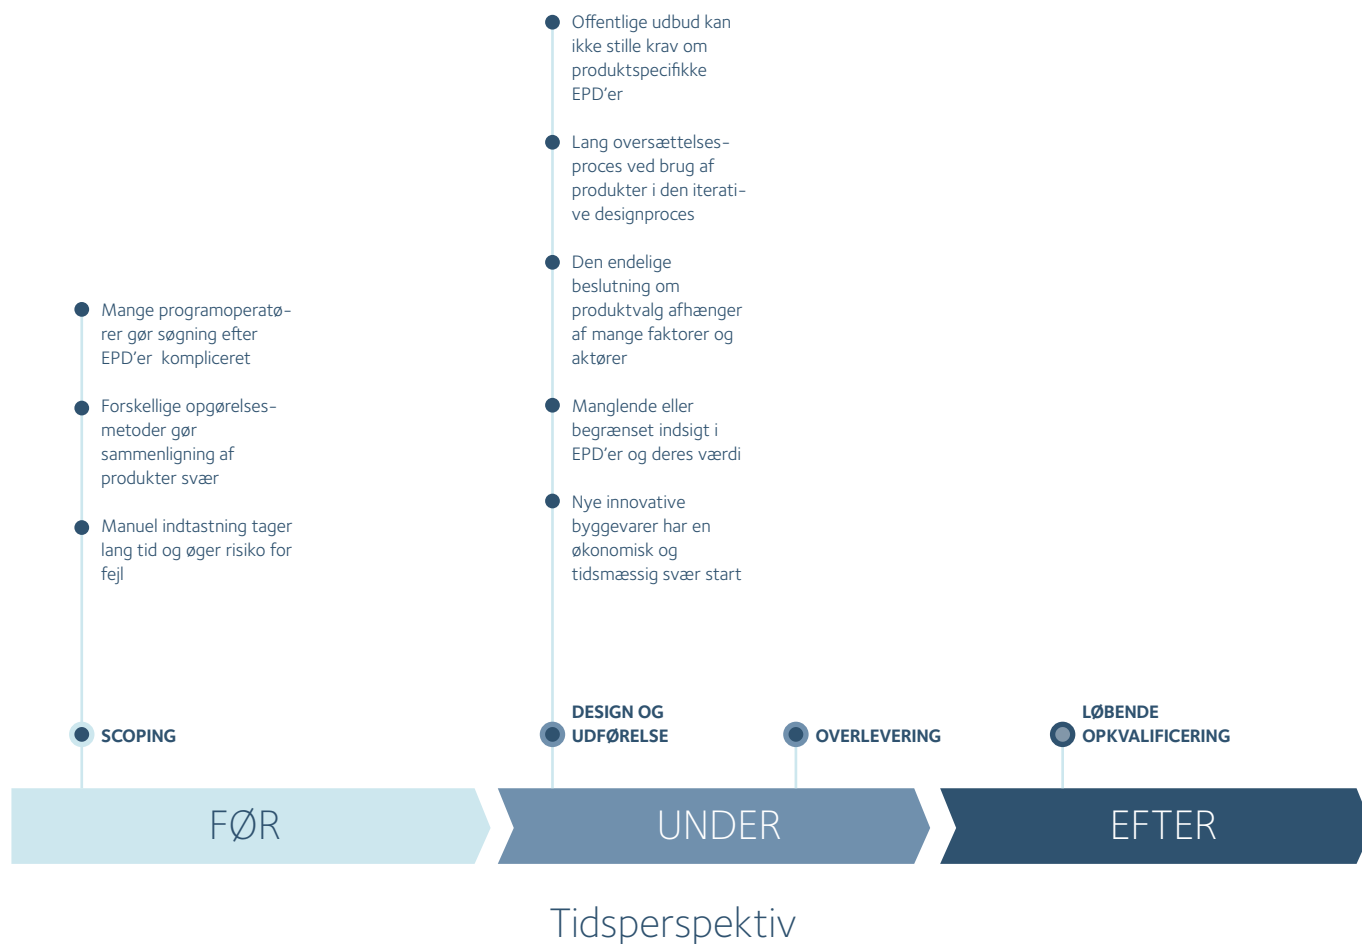 Mange programoperatø-
rer gør søgning efter
EPD'er kompliceret
Forskellige opgørelses-
metoder gør
sammenligning af
produkter svær
Manuel indtastning tager
lang tid og øger risiko for
fejl
SCOPING
Offentlige udbud kan
ikke stille krav om
produktspecifikke
EPD'er
Lang oversættelses-
proces ved brug af
produkter i den iterati-
ve designproces
Den endelige
beslutning om
produktvalg afhænger
af mange faktorer og
aktører
Manglende eller
begrænset indsigt i
EPD'er og deres værdi
Nye innovative
byggevarer har en
økonomisk og
tidsmæssig svær start
DESIGN OG
UDFØRELSE
OVERLEVERING
LØBENDE
OPKVALIFICERING
FØR
UNDER
EFTER
Tidsperspektiv